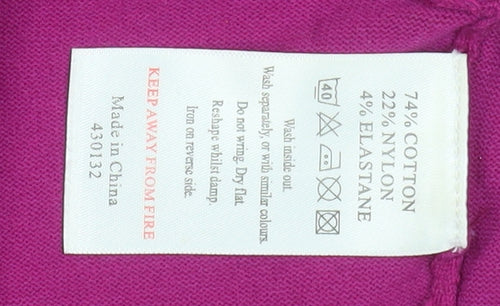 74% COTTON
22% NYLON
4% ELASTANE
40
Wash inside out.
Wash separately, or with similar colours.
Do not wring. Dry flat.
Reshape whilst damp
Iron on reverse side.
KEEP AWAY FROM FIRE
Made in China
430132